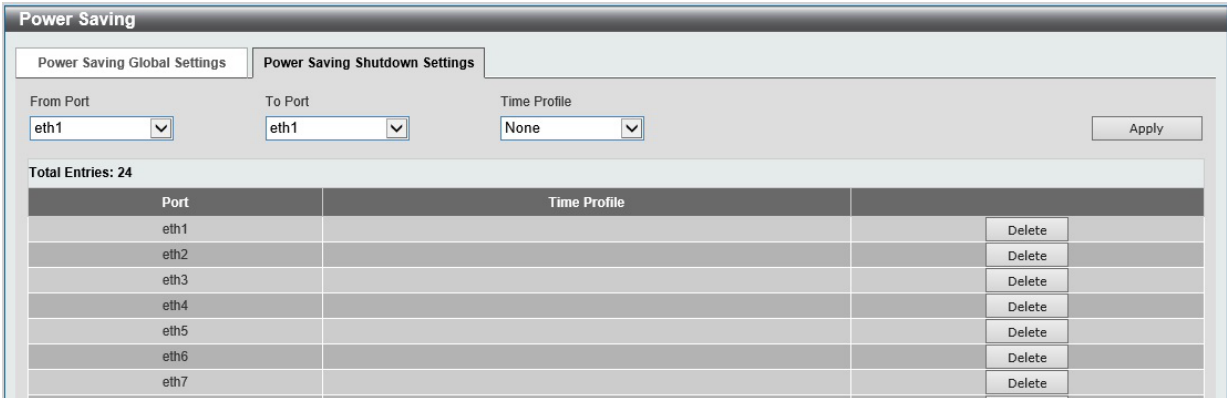 Power Saving
Power Saving Global Settings Power Saving Shutdown Settings
From Port To Port Time Profile
eth1 eth1 None Apply
Total Entries: 24
Port Time Profile
eth1 Delete
eth2 Delete
eth3 Delete
eth4 Delete
eth5 Delete
eth6 Delete
eth7 Delete